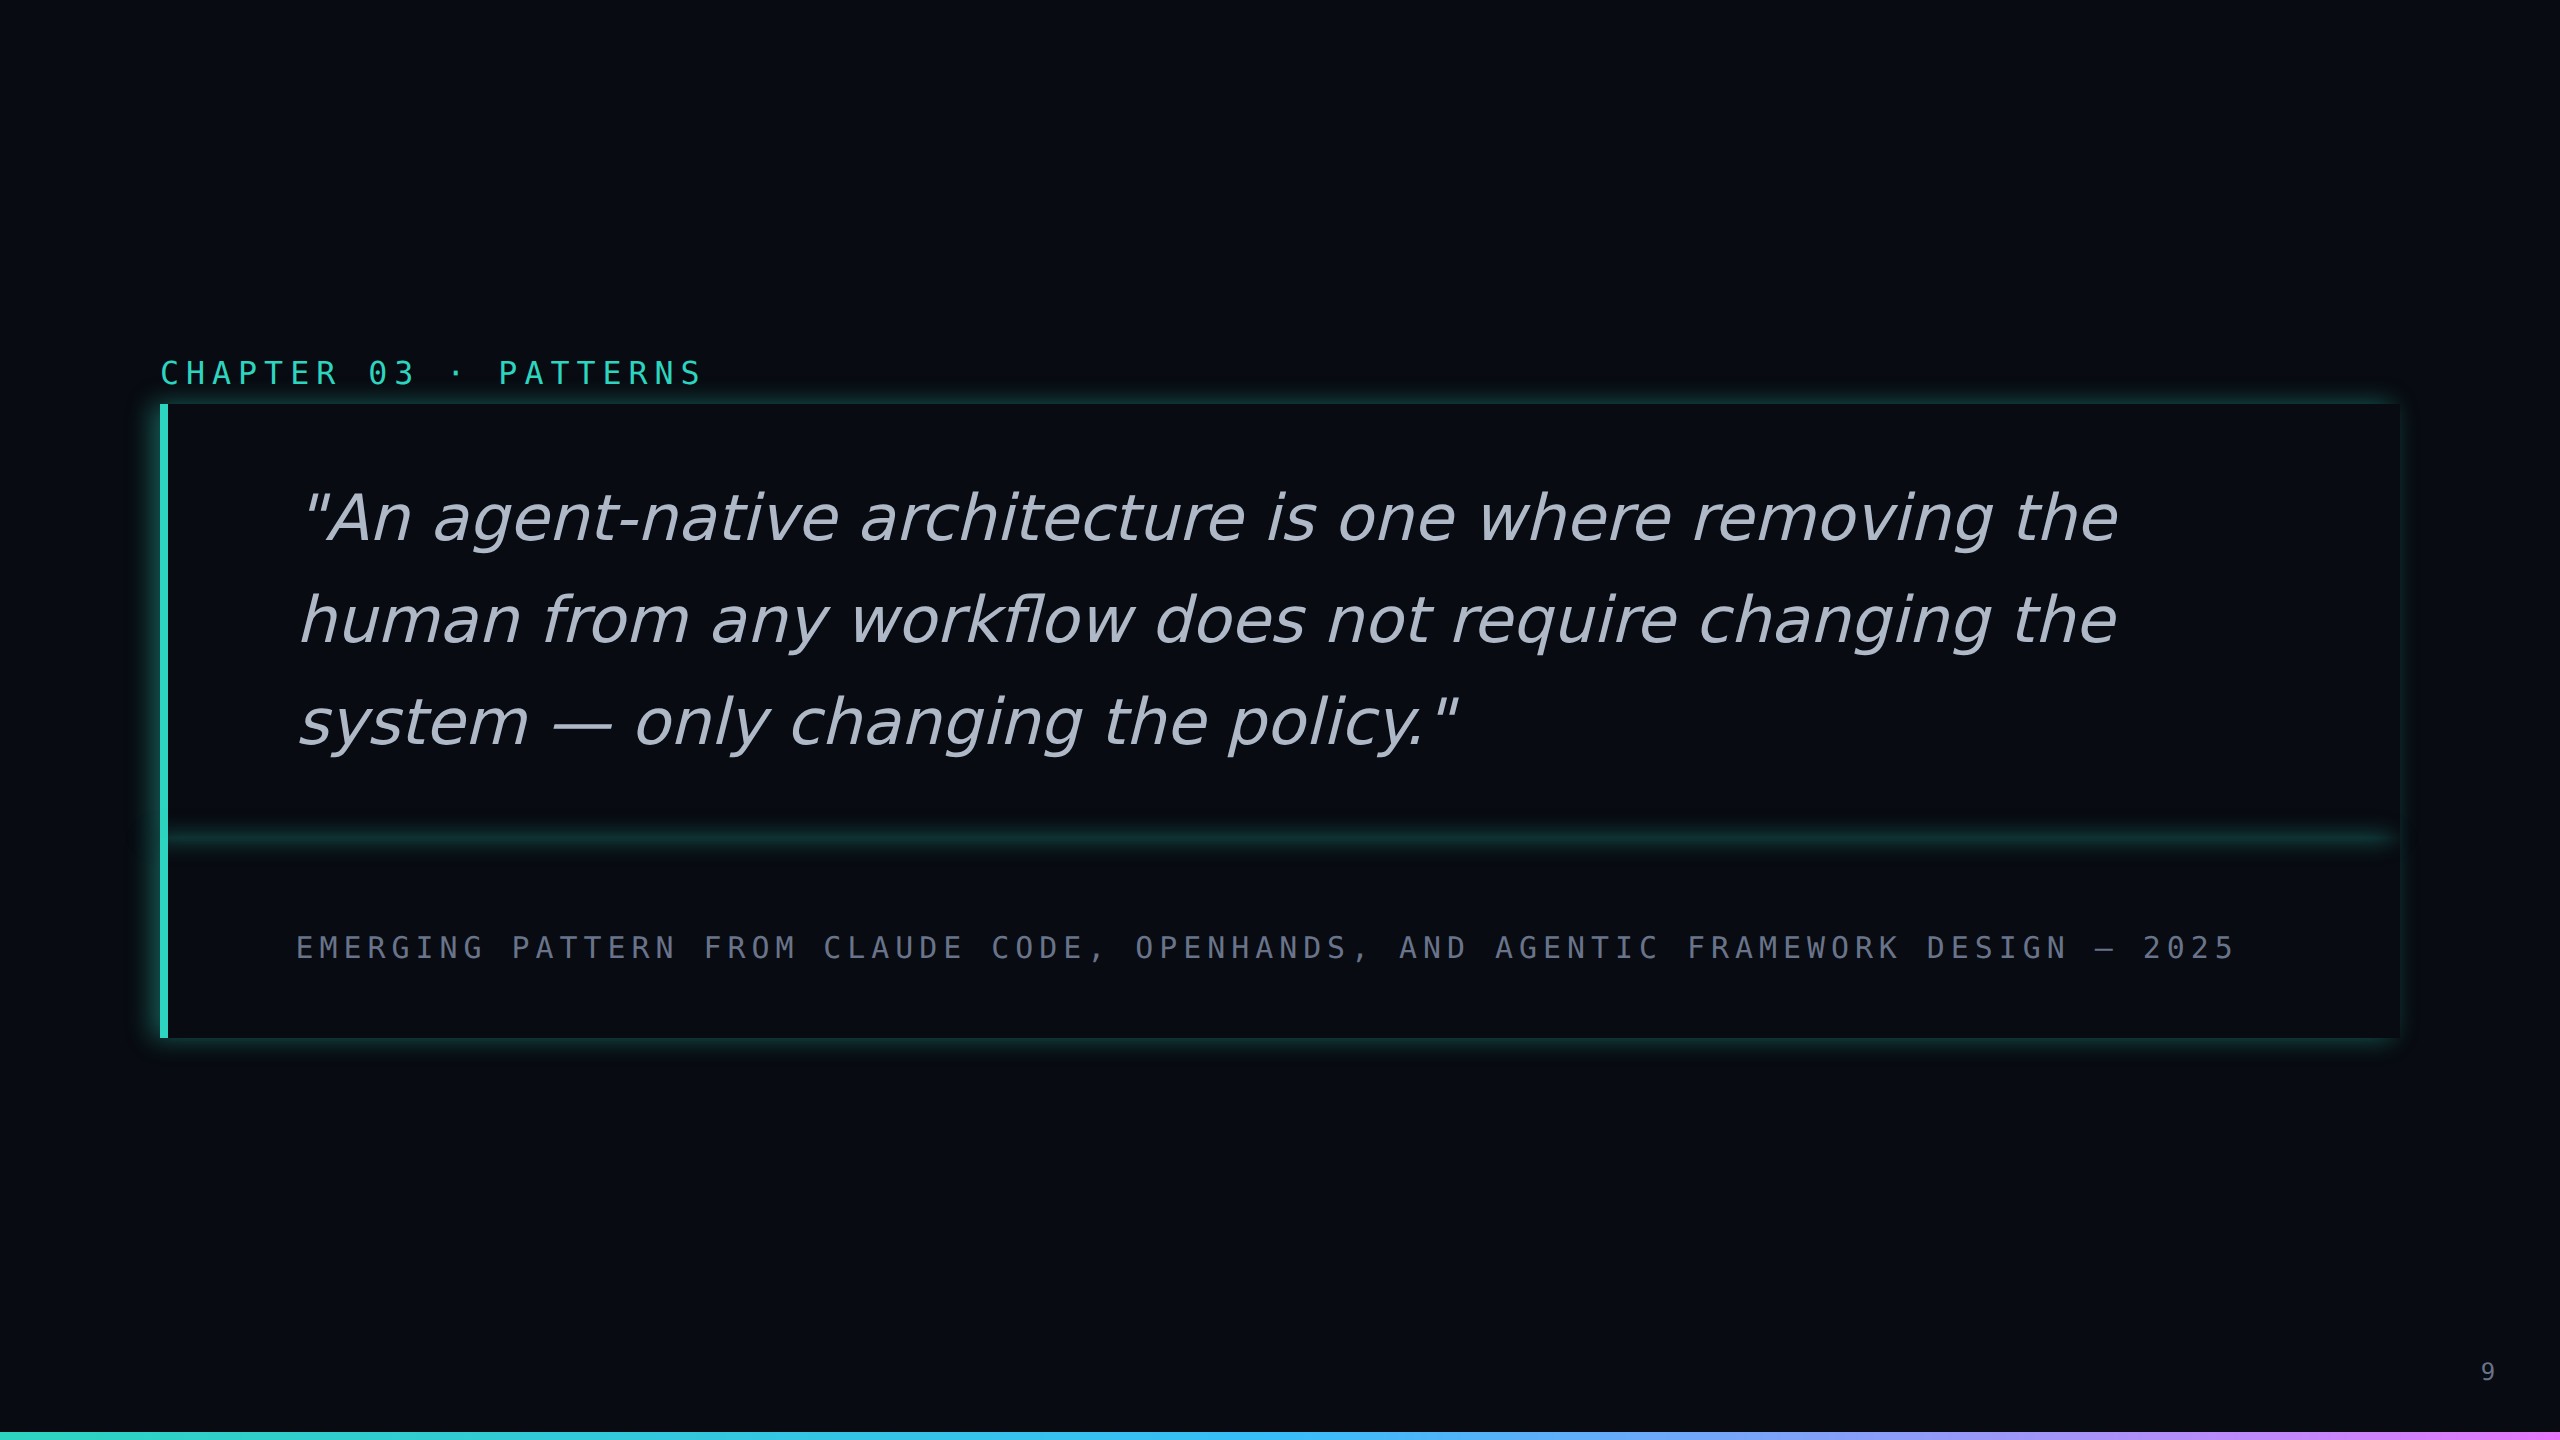 CHAPTER 03 · PATTERNS
"An agent-native architecture is one where removing the
human from any workflow does not require changing the
system — only changing the policy."
EMERGING PATTERN FROM CLAUDE CODE, OPENHANDS, AND AGENTIC FRAMEWORK DESIGN — 2025
9